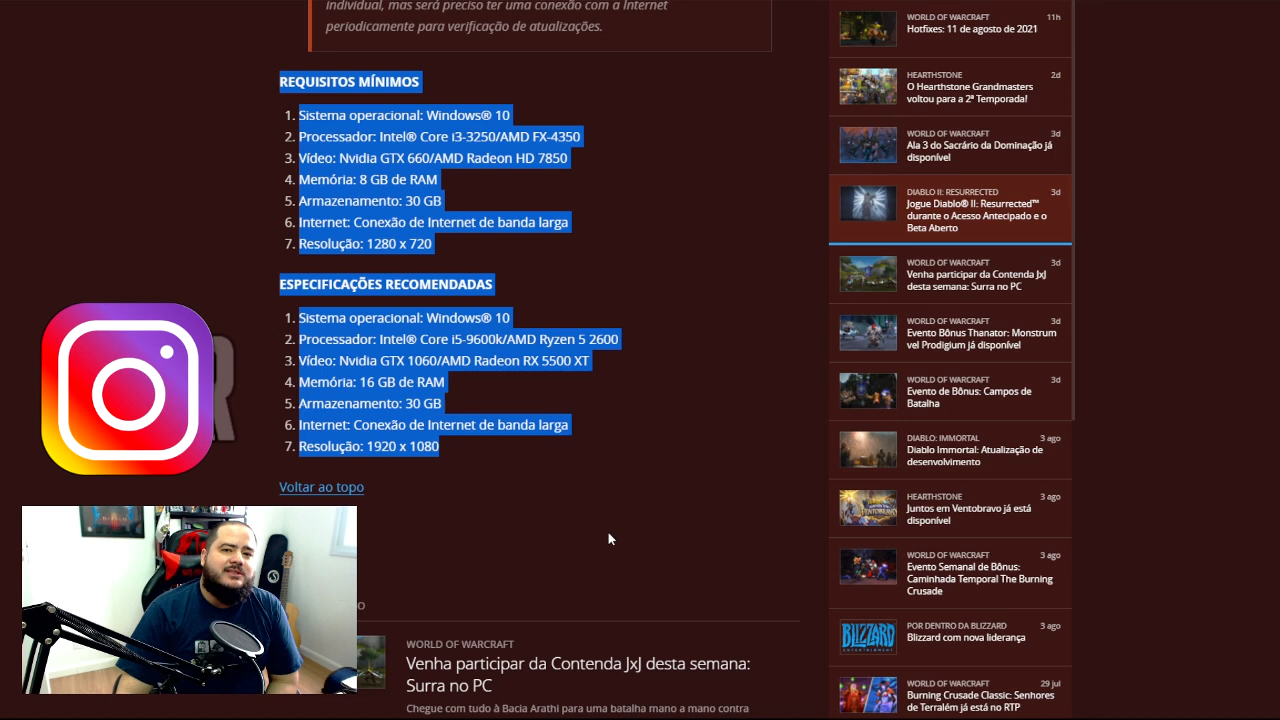 individual, mas será preciso ter uma conexão com a Internet
periodicamente para verificação de atualizações.
REQUISITOS MÍNIMOS
1. Sistema operacional: Windows® 10
2. Processador: Intel® Core i3-3250/AMD FX-4350
3. Vídeo: Nvidia GTX 660/AMD Radeon HD 7850
4. Memória: 8 GB de RAM
5. Armazenamento: 30 GB
6. Internet: Conexão de Internet de banda larga
7. Resolução: 1280 x 720
ESPECIFICAÇÕES RECOMENDADAS
1. Sistema operacional: Windows® 10
2. Processador: Intel® Core i5-9600k/AMD Ryzen 5 2600
3. Vídeo: Nvidia GTX 1060/AMD Radeon RX 5500 XT
4. Memória: 16 GB de RAM
5. Armazenamento: 30 GB
6. Internet: Conexão de Internet de banda larga
7. Resolução: 1920 x 1080
Voltar ao topo
WORLD OF WARCRAFT
Venha participar da Contenda JxJ desta semana:
Surra no PC
Chegue com tudo à Bacia Arathi para uma batalha mano a mano contra
WORLD OF WARCRAFT 11h
Hotfixes: 11 de agosto de 2021
HEARTHSTONE 2d
O Hearthstone Grandmasters
voltou para a 2ª Temporada!
WORLD OF WARCRAFT 3d
Ala 3 do Sacrário da Dominação já
disponível
DIABLO II: RESURRECTED 3d
Jogue Diablo® II: Resurrected™
durante o Acesso Antecipado e o
Beta Aberto
WORLD OF WARCRAFT 3d
Venha participar da Contenda JxJ
desta semana: Surra no PC
WORLD OF WARCRAFT 3d
Evento Bônus Thanator: Monstrum
vel Prodigium já disponível
WORLD OF WARCRAFT 3d
Evento de Bônus: Campos de
Batalha
DIABLO: IMMORTAL 3 ago
Diablo Immortal: Atualização de
desenvolvimento
HEARTHSTONE 3 ago
Juntos em Ventobravo já está
disponível
WORLD OF WARCRAFT 3 ago
Evento Semanal de Bônus:
Caminhada Temporal The Burning
Crusade
BLIZZARD
ENTERTAINMENT
POR DENTRO DA BLIZZARD 3 ago
Blizzard com nova liderança
WORLD OF WARCRAFT 29 jul
Burning Crusade Classic: Senhores
de Terralém já está no RTP